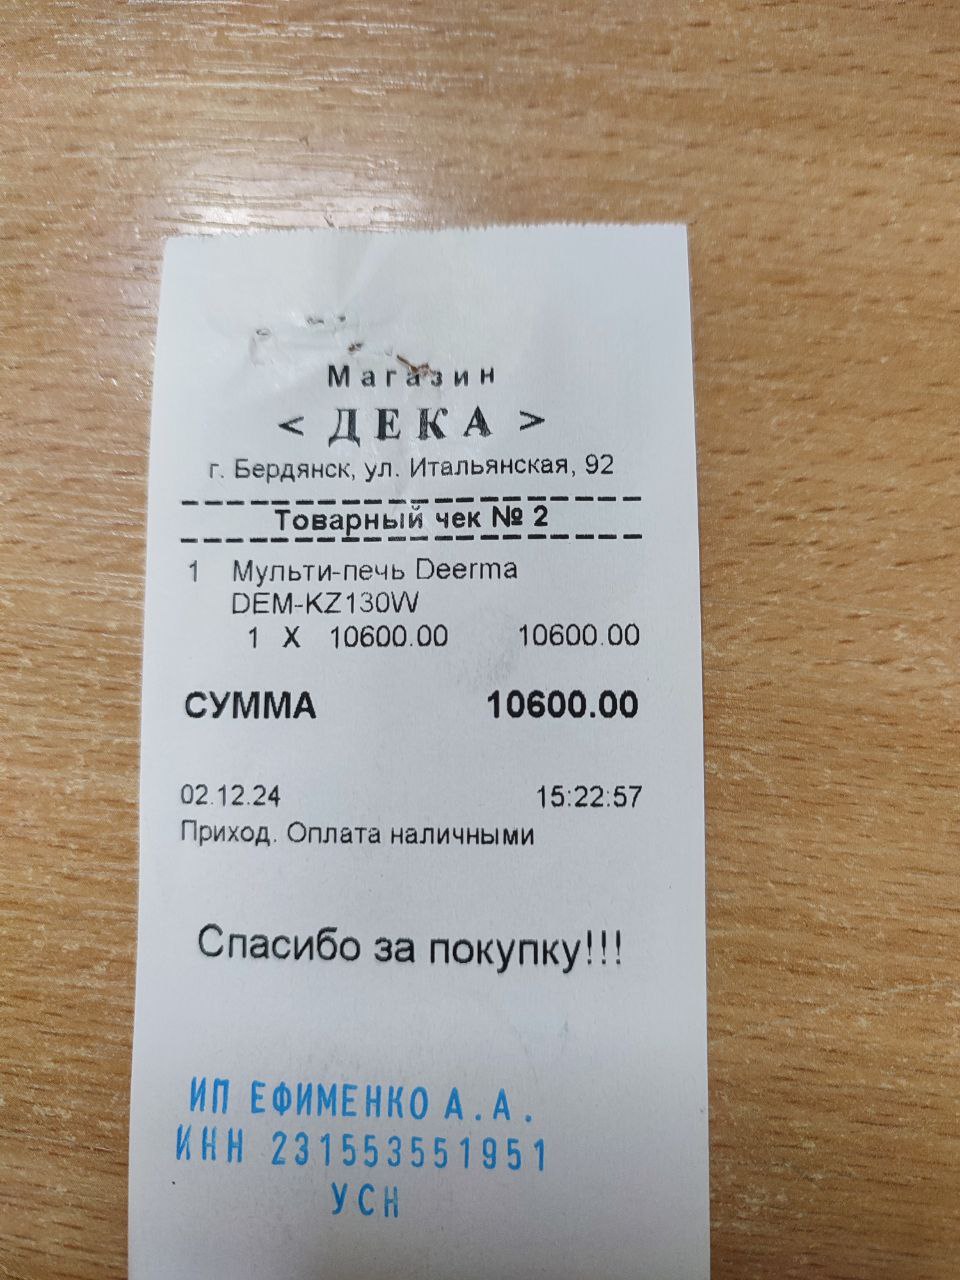 Магазин
< ДЕКА >
г. Бердянск, ул. Итальянская, 92
Товарный чек № 2
1 Мульти-печь Deerma
DEM-KZ130W
1 X 10600.00 10600.00
СУММА 10600.00
02.12.24 15:22:57
Приход. Оплата наличными
Спасибо за покупку!!!
ИП ЕФИМЕНКО А.А.
ИНН 231553551951
УСН